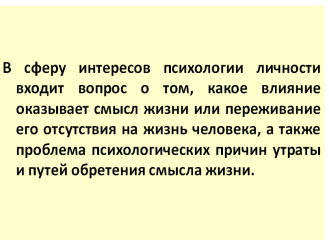 В сферу интересов психологии личности
входит вопрос о том, какое влияние
оказывает смысл жизни или переживание
его отсутствия на жизнь человека, а также
проблема психологических причин утраты
и путей обретения смысла жизни.